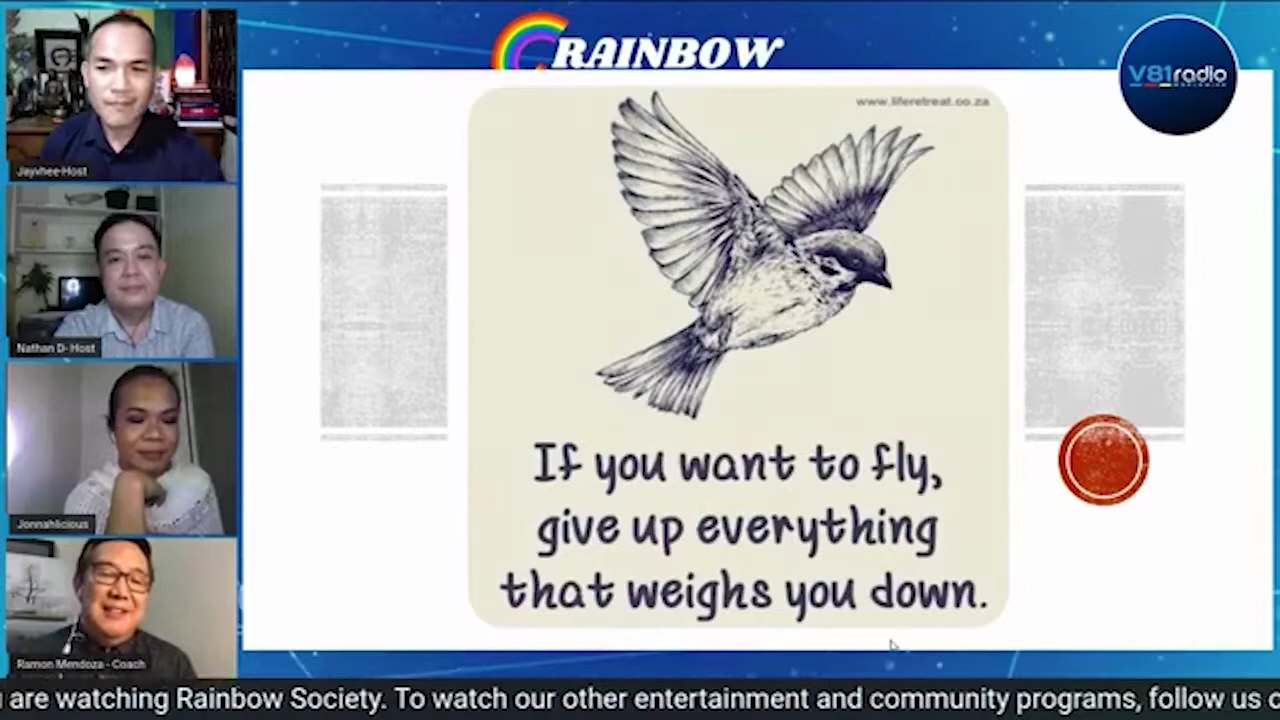 RAINBOW
V81radio
WORLDWIDE
www.liferetreat.co.za
Jayvhee-Host
Nathan D- Host
Jonnahlicious
Ramon Mendoza - Coach
If you want to fly,
give up everything
that weighs you down.
are watching Rainbow Society. To watch our other entertainment and community programs, follow us